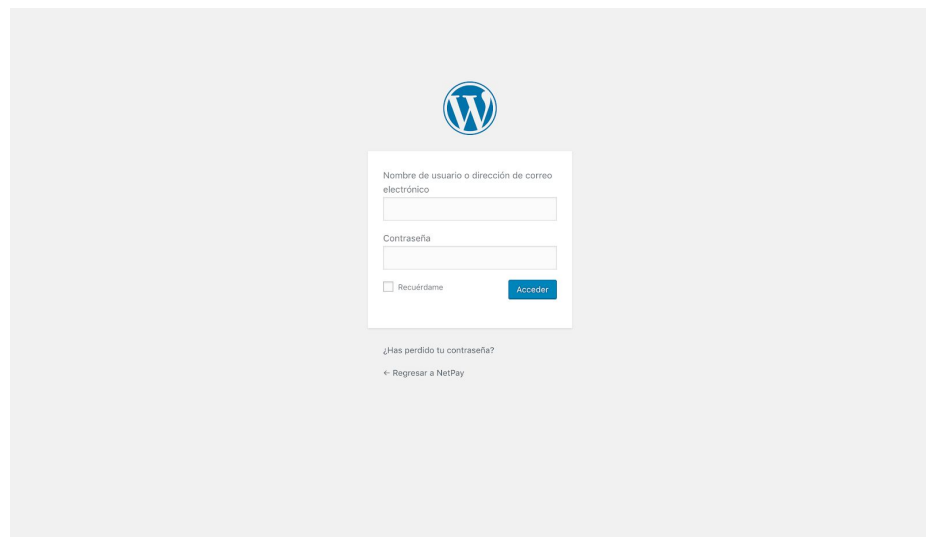 Nombre de usuario o dirección de correo
electrónico
Contraseña
Recuérdame
Acceder
¿Has perdido tu contraseña?
← Regresar a NetPay